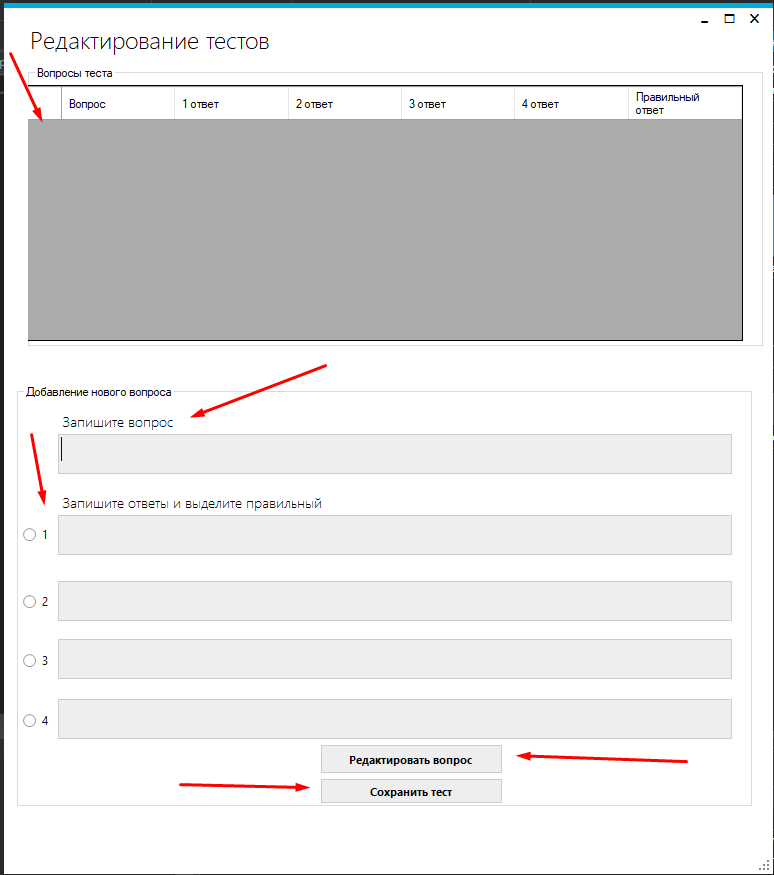 Редактирование тестов
Вопросы теста
Вопрос 1 ответ 2 ответ 3 ответ 4 ответ Правильный
ответ
Добавление нового вопроса
Запишите вопрос
Запишите ответы и выделите правильный
1
2
3
4
Редактировать вопрос
Сохранить тест